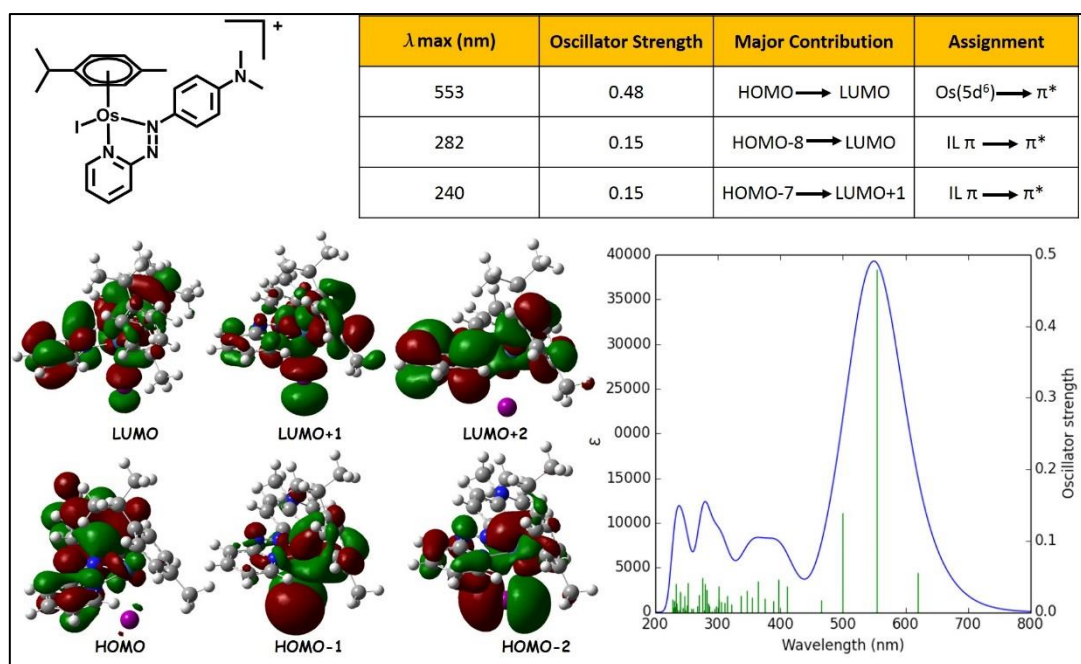 +
N
Os
I
N
N
N
λ max (nm) Oscillator Strength Major Contribution Assignment
553 0.48 HOMO → LUMO Os(5d⁶) → π*
282 0.15 HOMO-8 → LUMO IL π → π*
240 0.15 HOMO-7 → LUMO+1 IL π → π*
LUMO LUMO+1 LUMO+2
HOMO HOMO-1 HOMO-2
40000
35000
30000
25000
20000
0000
15000
10000
5000
0
ε
0.5
0.4
0.3
0.2
0.1
0.0
Oscillator strength
200 300 400 500 600 700 800
Wavelength (nm)